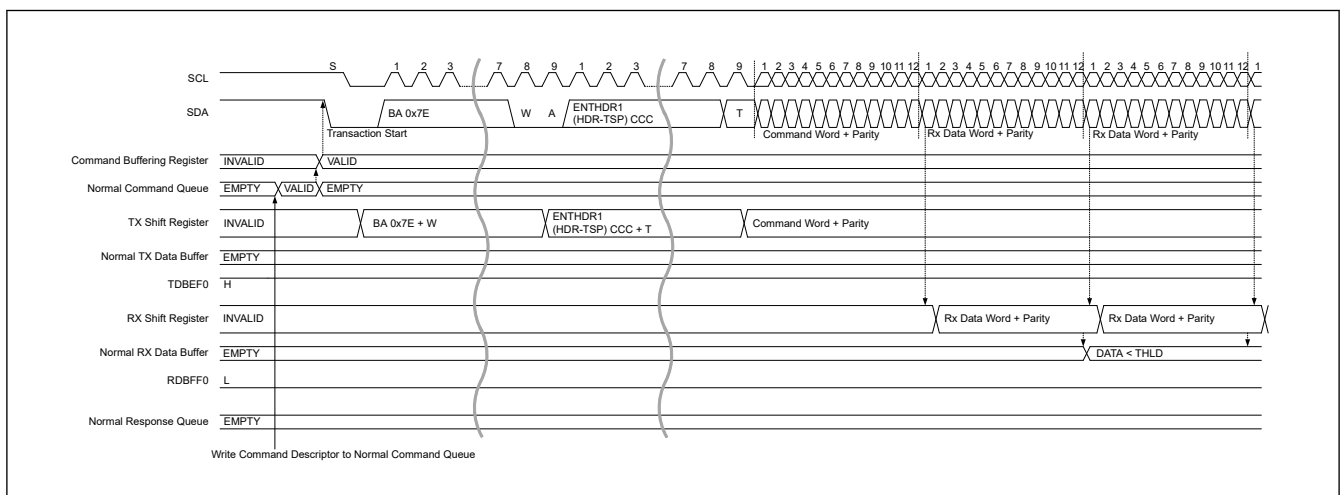 S 1 2 3 7 8 9 1 2 3 7 8 9 1 2 3 4 5 6 7 8 9 10 11 12 1 2 3 4 5 6 7 8 9 10 11 12 1 2 3 4 5 6 7 8 9 10 11 12 1
SCL
SDA BA 0x7E W A ENTHDR1 T
(HDR-TSP) CCC
Transaction Start Command Word + Parity Rx Data Word + Parity Rx Data Word + Parity
Command Buffering Register INVALID VALID
Normal Command Queue EMPTY VALID EMPTY
TX Shift Register INVALID BA 0x7E + W ENTHDR1 Command Word + Parity
(HDR-TSP) CCC + T
Normal TX Data Buffer EMPTY
TDBEF0 H
RX Shift Register INVALID Rx Data Word + Parity Rx Data Word + Parity
Normal RX Data Buffer EMPTY DATA < THLD
RDBFF0 L
Normal Response Queue EMPTY
Write Command Descriptor to Normal Command Queue